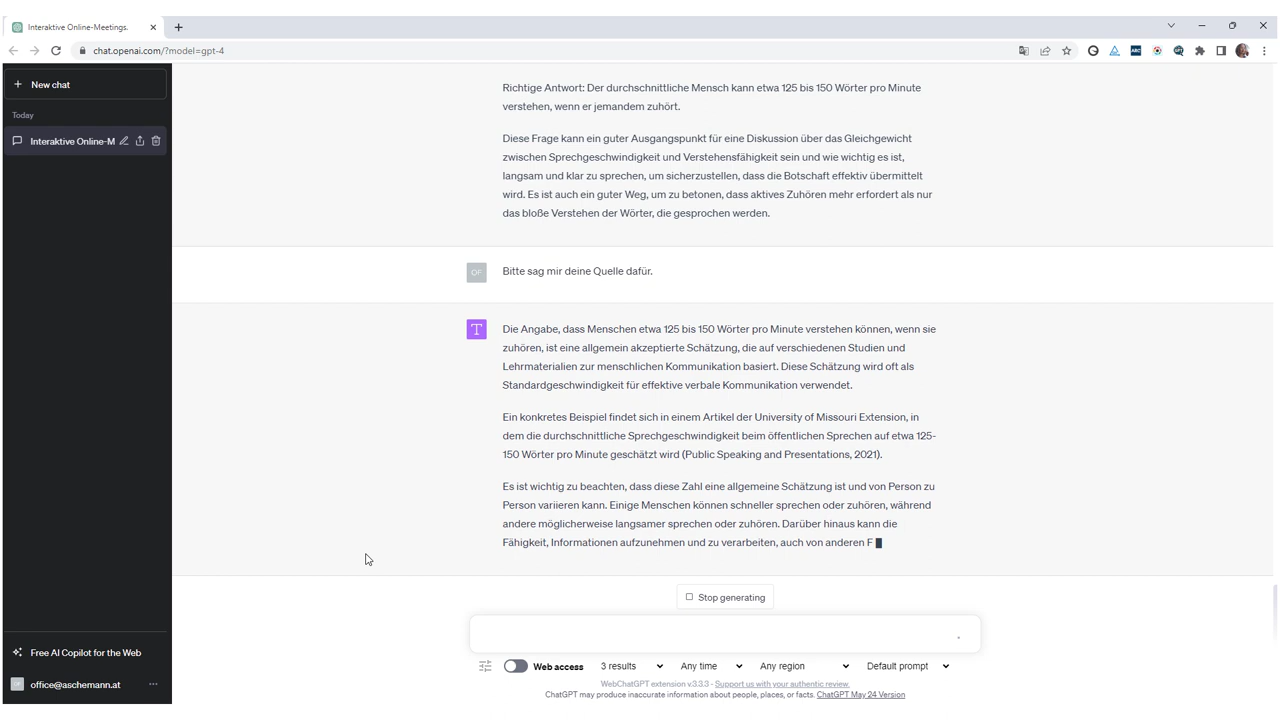 Interaktive Online-Meetings.
chat.openai.com/?model=gpt-4
ABC
New chat
Today
Interaktive Online-M
Richtige Antwort: Der durchschnittliche Mensch kann etwa 125 bis 150 Wörter pro Minute
verstehen, wenn er jemandem zuhört.
Diese Frage kann ein guter Ausgangspunkt für eine Diskussion über das Gleichgewicht
zwischen Sprechgeschwindigkeit und Verstehensfähigkeit sein und wie wichtig es ist,
langsam und klar zu sprechen, um sicherzustellen, dass die Botschaft effektiv übermittelt
wird. Es ist auch ein guter Weg, um zu betonen, dass aktives Zuhören mehr erfordert als nur
das bloße Verstehen der Wörter, die gesprochen werden.
OF
Bitte sag mir deine Quelle dafür.
T
Die Angabe, dass Menschen etwa 125 bis 150 Wörter pro Minute verstehen können, wenn sie
zuhören, ist eine allgemein akzeptierte Schätzung, die auf verschiedenen Studien und
Lehrmaterialien zur menschlichen Kommunikation basiert. Diese Schätzung wird oft als
Standardgeschwindigkeit für effektive verbale Kommunikation verwendet.
Ein konkretes Beispiel findet sich in einem Artikel der University of Missouri Extension, in
dem die durchschnittliche Sprechgeschwindigkeit beim öffentlichen Sprechen auf etwa 125-
150 Wörter pro Minute geschätzt wird (Public Speaking and Presentations, 2021).
Es ist wichtig zu beachten, dass diese Zahl eine allgemeine Schätzung ist und von Person zu
Person variieren kann. Einige Menschen können schneller sprechen oder zuhören, während
andere möglicherweise langsamer sprechen oder zuhören. Darüber hinaus kann die
Fähigkeit, Informationen aufzunehmen und zu verarbeiten, auch von anderen F
Stop generating
Web access 3 results Any time Any region Default prompt
WebChatGPT extension v.3.3.3 - Support us with your authentic review.
ChatGPT may produce inaccurate information about people, places, or facts. ChatGPT May 24 Version
Free AI Copilot for the Web
office@aschemann.at